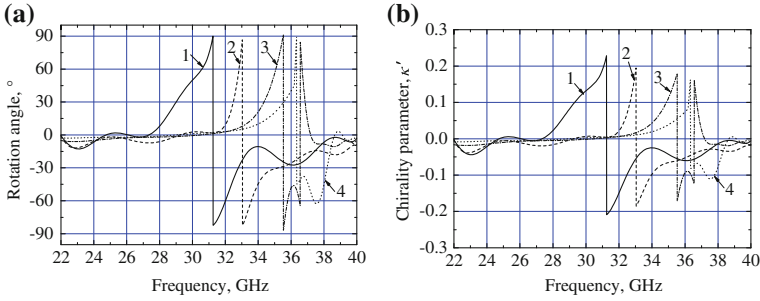 (a)
90
60
30
0
-30
-60
-90
Rotation angle, °
1
2
3
4
22 24 26 28 30 32 34 36 38 40
Frequency, GHz
(b)
0.3
0.2
0.1
0.0
-0.1
-0.2
-0.3
Chirality parameter, κ′
1
2
3
4
22 24 26 28 30 32 34 36 38 40
Frequency, GHz